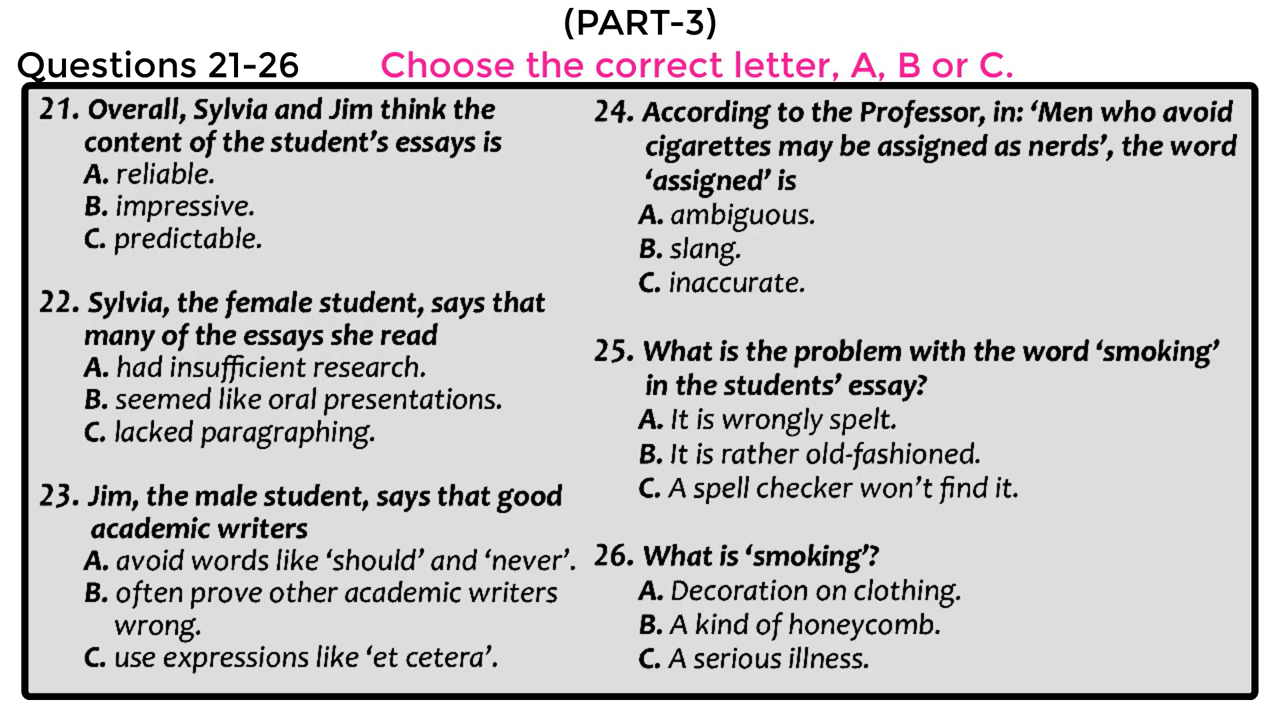 (PART-3)
Questions 21-26 Choose the correct letter, A, B or C.
21. Overall, Sylvia and Jim think the
content of the student's essays is
A. reliable.
B. impressive.
C. predictable.
22. Sylvia, the female student, says that
many of the essays she read
A. had insufficient research.
B. seemed like oral presentations.
C. lacked paragraphing.
23. Jim, the male student, says that good
academic writers
A. avoid words like ‘should’ and ‘never’.
B. often prove other academic writers
wrong.
C. use expressions like ‘et cetera’.
24. According to the Professor, in: ‘Men who avoid
cigarettes may be assigned as nerds’, the word
‘assigned’ is
A. ambiguous.
B. slang.
C. inaccurate.
25. What is the problem with the word ‘smoking’
in the students’ essay?
A. It is wrongly spelt.
B. It is rather old-fashioned.
C. A spell checker won't find it.
26. What is ‘smoking’?
A. Decoration on clothing.
B. A kind of honeycomb.
C. A serious illness.